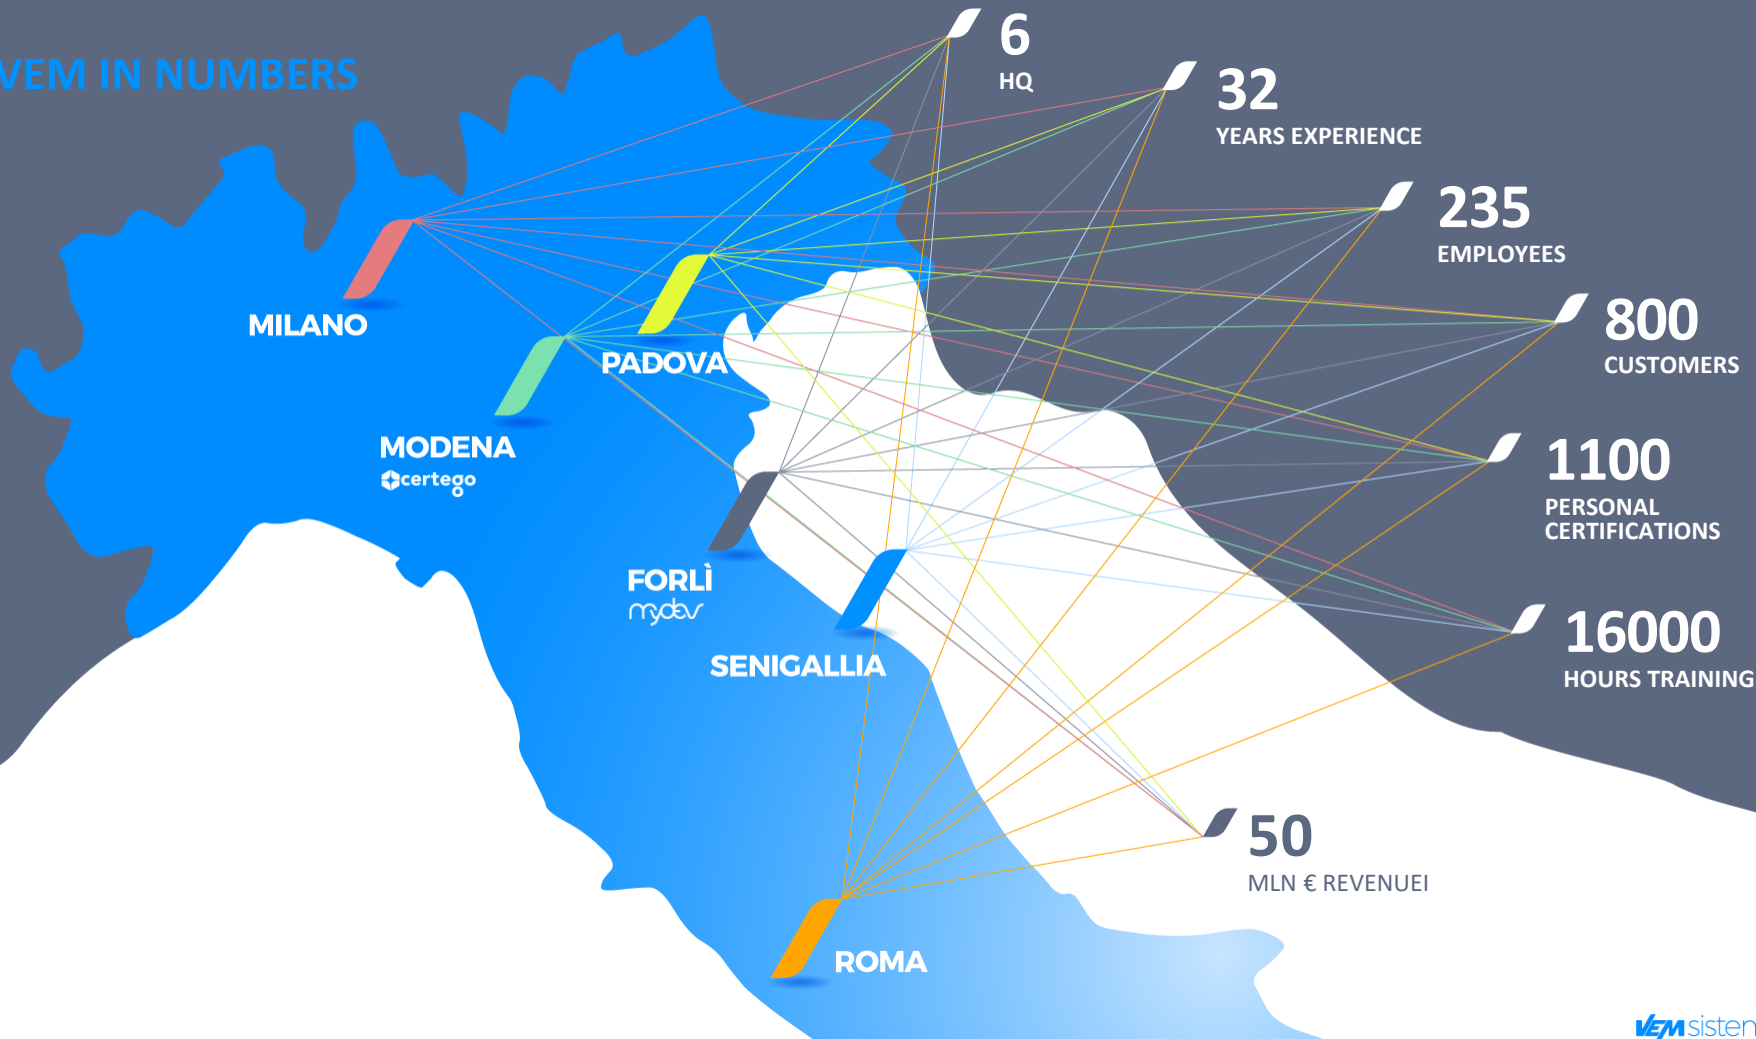 VEM IN NUMBERS
6
HQ
32
YEARS EXPERIENCE
235
EMPLOYEES
800
CUSTOMERS
1100
PERSONAL
CERTIFICATIONS
16000
HOURS TRAINING
50
MLN € REVENUEI
MILANO
PADOVA
MODENA
certego
FORLÌ
mydev
SENIGALLIA
ROMA
VEM sistem